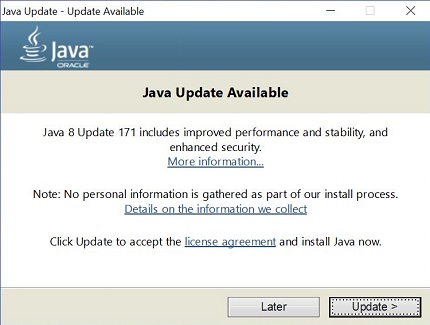 Java Update - Update Available
Java™
ORACLE
Java Update Available
Java 8 Update 171 includes improved performance and stability, and
enhanced security.
More information...
Note: No personal information is gathered as part of our install process.
Details on the information we collect
Click Update to accept the license agreement and install Java now.
Later
Update >